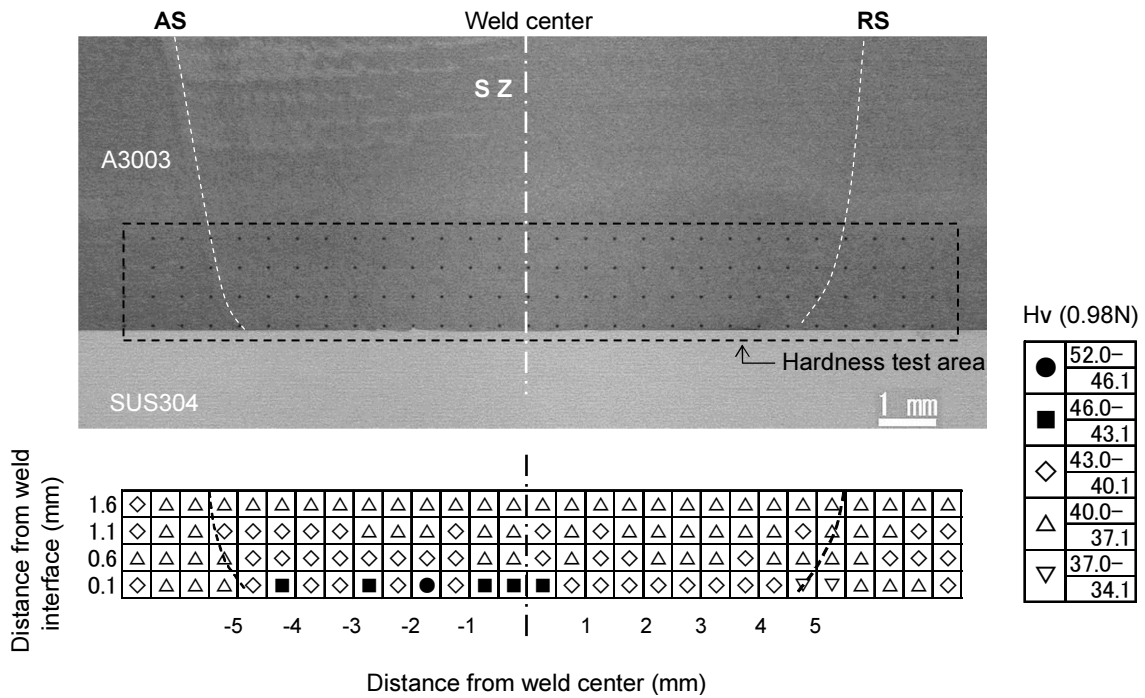 AS Weld center RS
S Z
A3003
Hardness test area
SUS304
1 mm
Hv (0.98N)
52.0–
46.1
46.0–
43.1
43.0–
40.1
40.0–
37.1
37.0–
34.1
Distance from weld
interface (mm)
1.6
1.1
0.6
0.1
-5 -4 -3 -2 -1 1 2 3 4 5
Distance from weld center (mm)